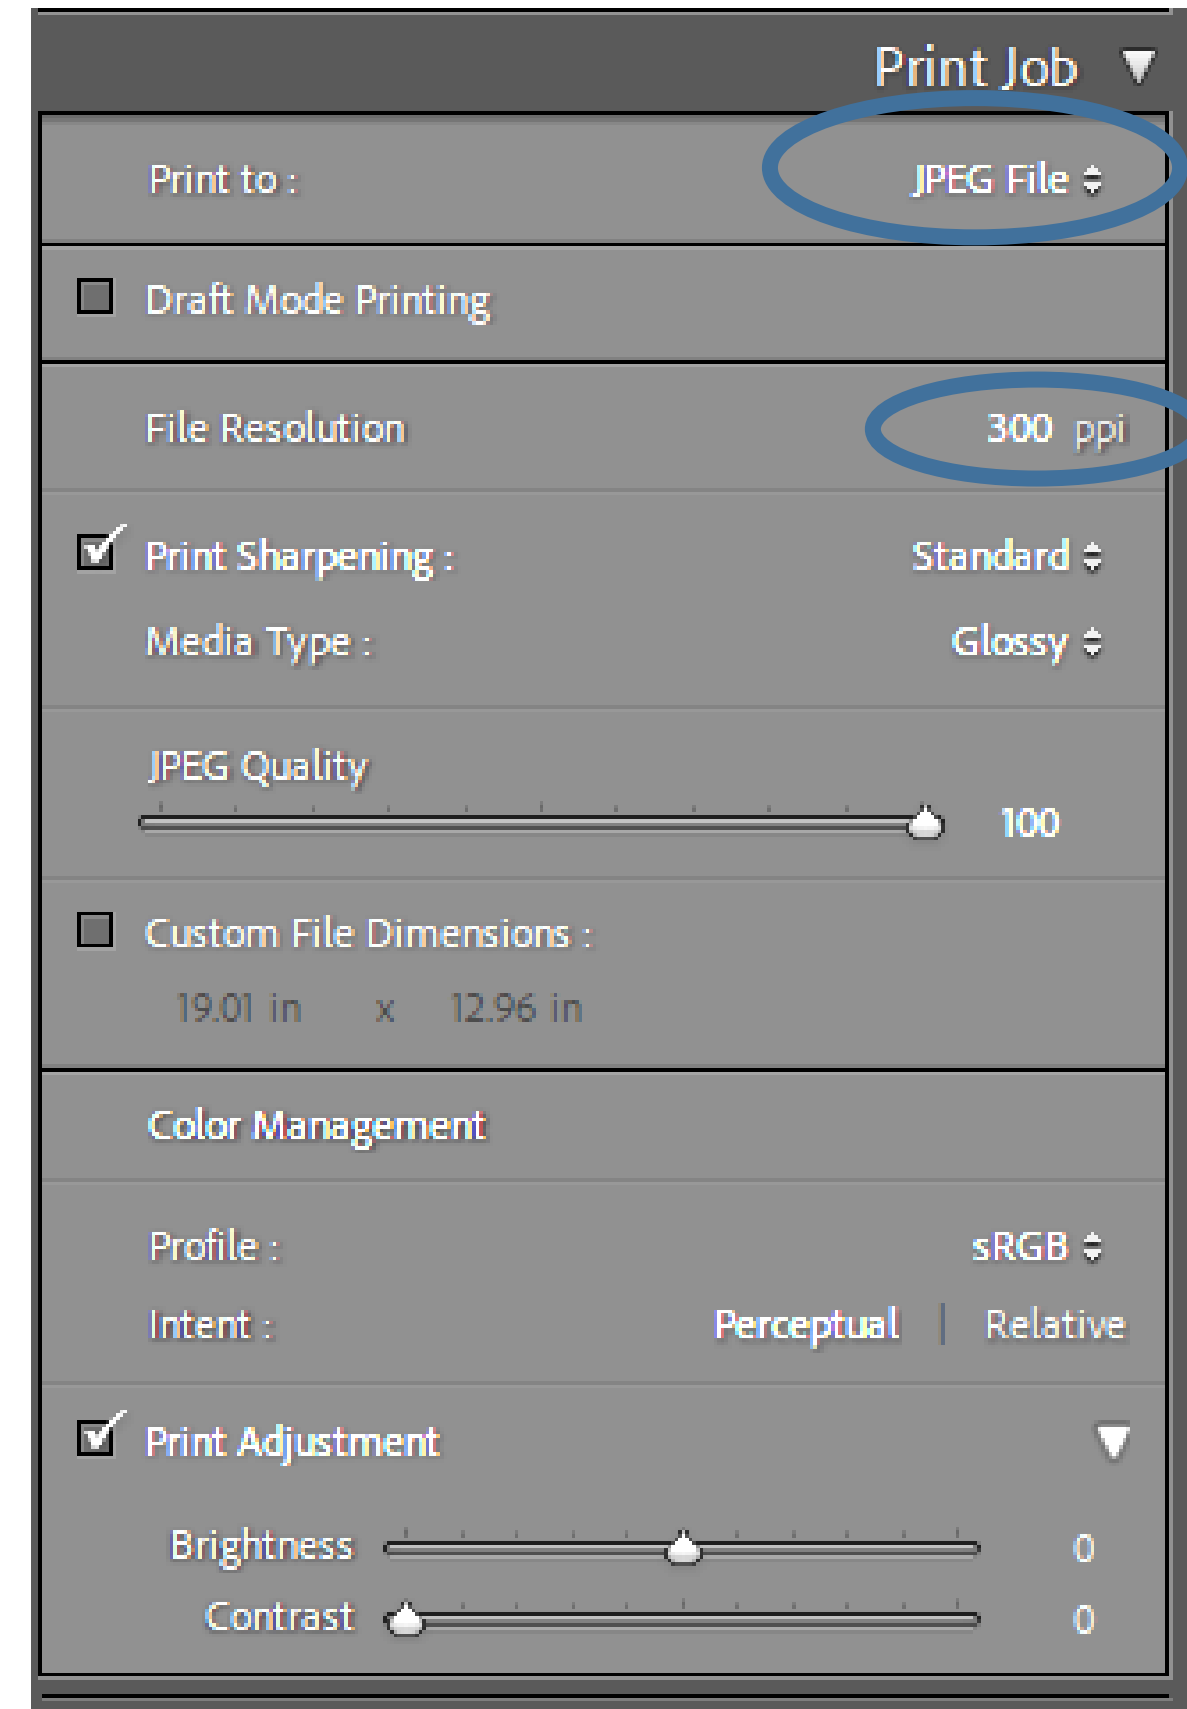 Print Job
Print to : JPEG File
Draft Mode Printing
File Resolution 300 ppi
Print Sharpening : Standard
Media Type : Glossy
JPEG Quality
100
Custom File Dimensions :
19.01 in x 12.96 in
Color Management
Profile : sRGB
Intent : Perceptual | Relative
Print Adjustment
Brightness 0
Contrast 0